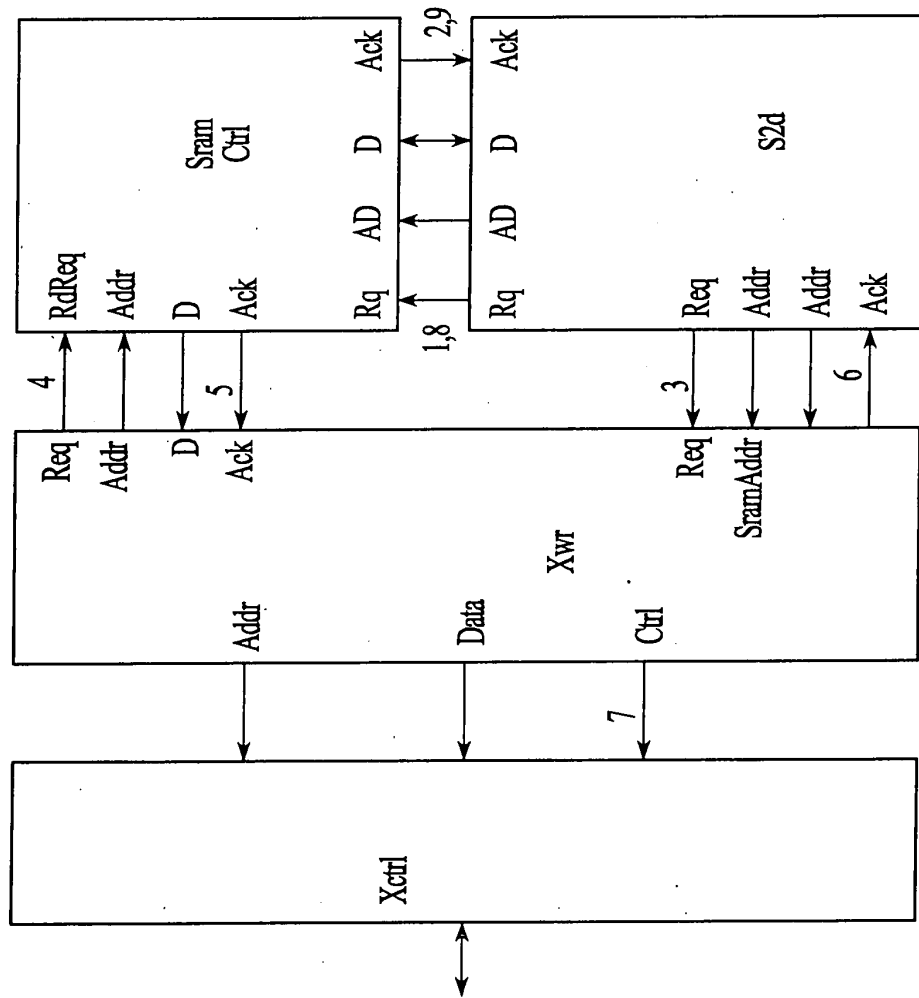 Xctrl
Addr
Data
Ctrl
7
Xwr
Req
Addr
D
Ack
Req
SramAddr
4
5
3
6
RdReq
Addr
D
Ack
Sram
Ctrl
Rq
AD
D
Ack
1,8
2,9
Rq
AD
D
Ack
Req
Addr
Addr
Ack
S2d